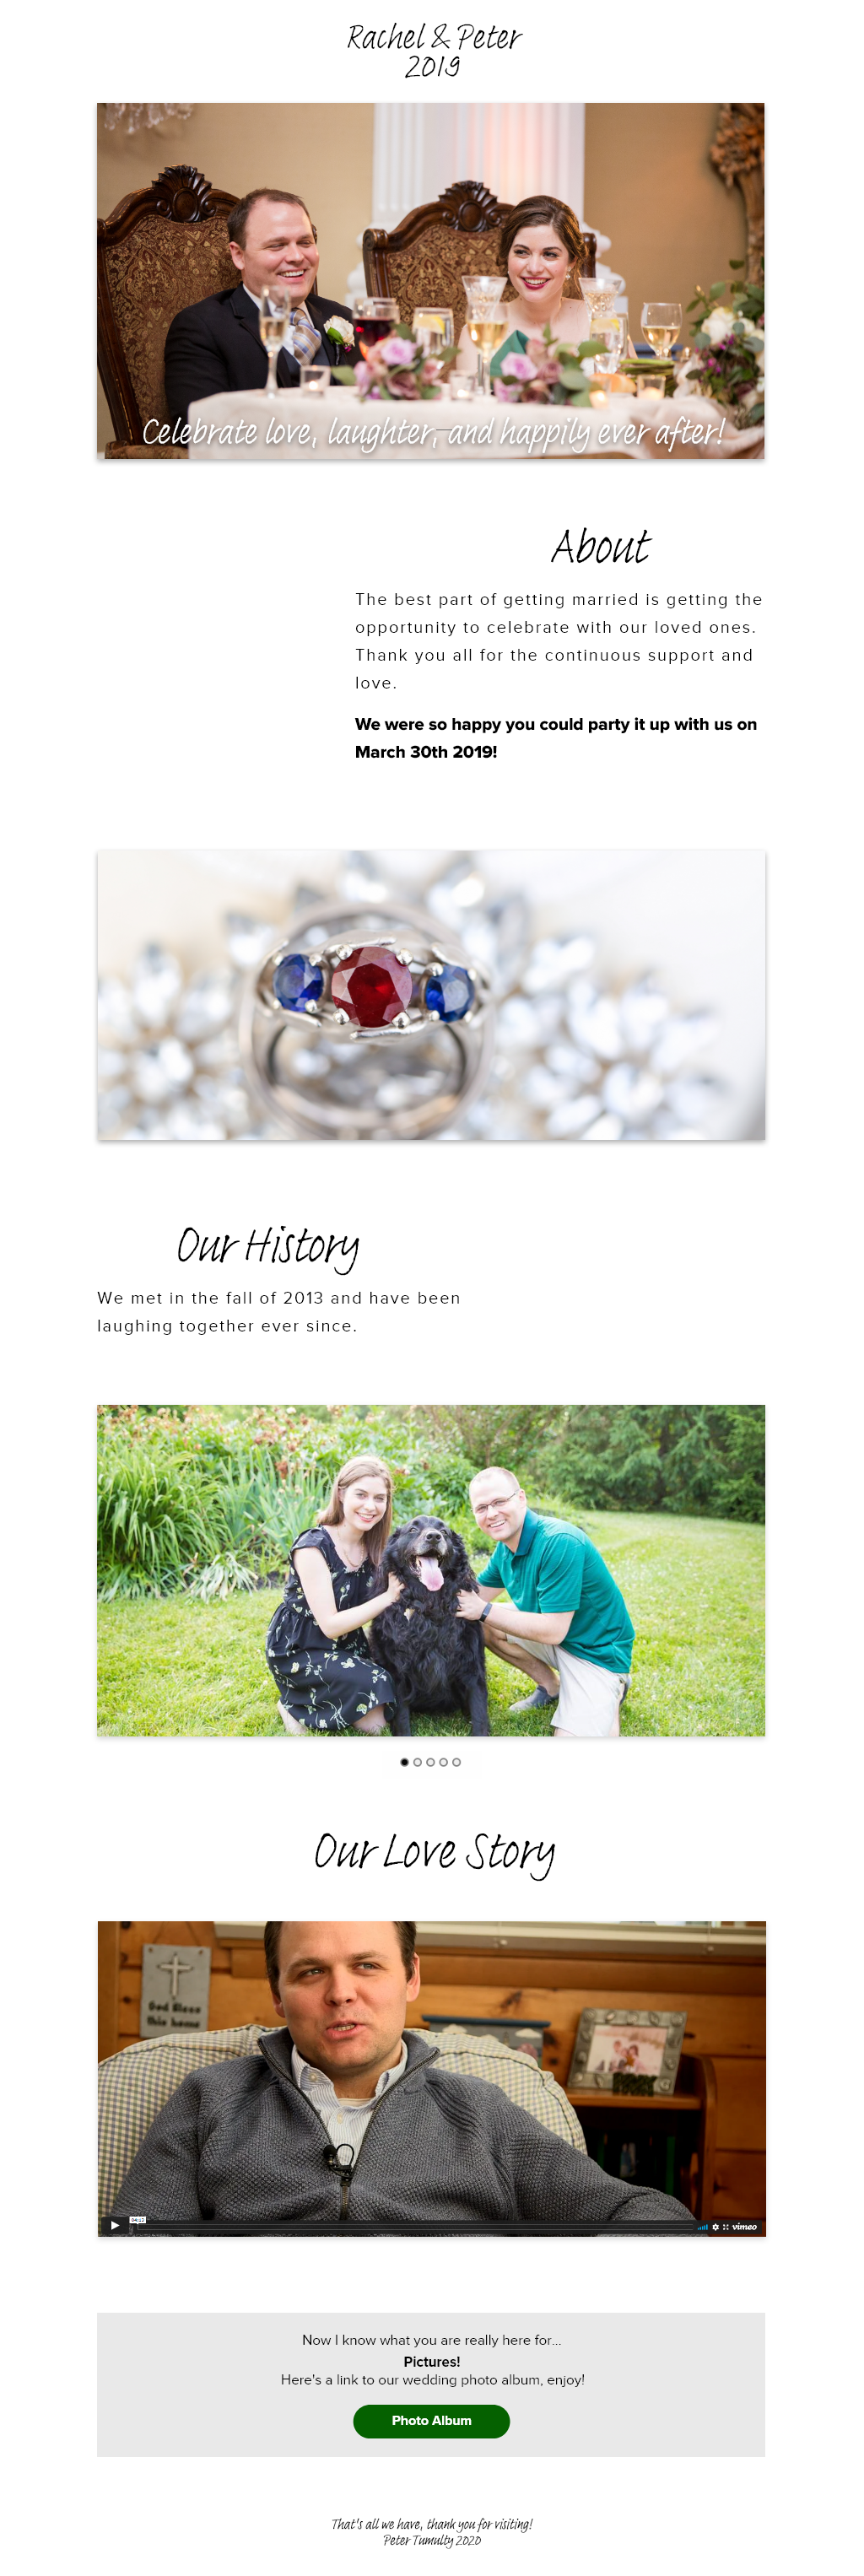 Rachel & Peter
2019
Celebrate love, laughter, and happily ever after!
About
The best part of getting married is getting the
opportunity to celebrate with our loved ones.
Thank you all for the continuous support and
love.
We were so happy you could party it up with us on
March 30th 2019!
Our History
We met in the fall of 2013 and have been
laughing together ever since.
Our Love Story
God Bless
this home
vimeo
Now I know what you are really here for...
Pictures!
Here's a link to our wedding photo album, enjoy!
Photo Album
That's all we have, thank you for visiting!
Peter Tumulty 2020